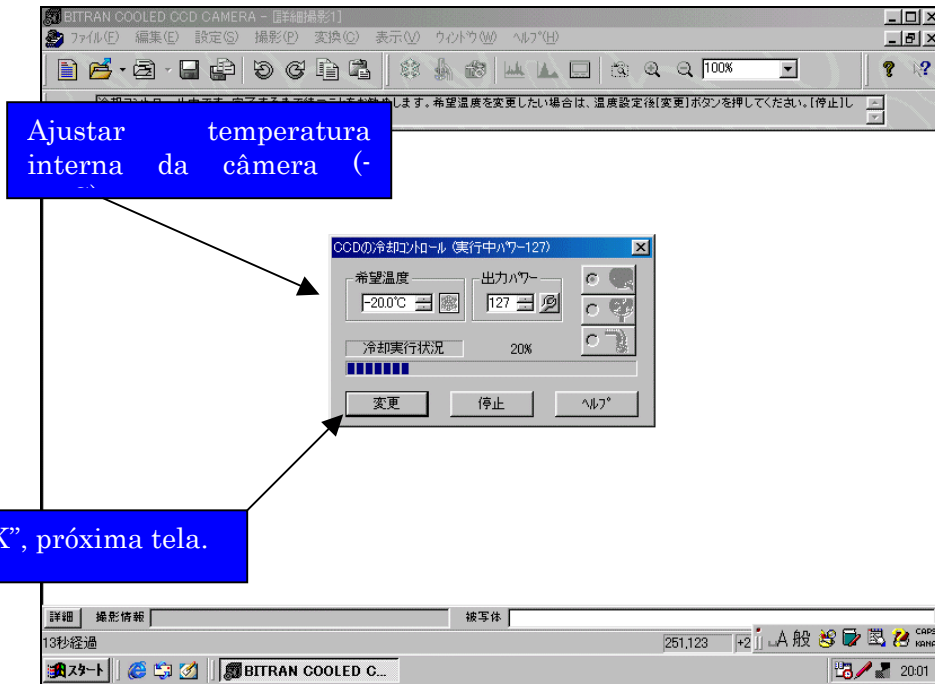 BITRAN COOLED CCD CAMERA - [詳細撮影1]
ファイル(F) 編集(E) 設定(S) 撮影(P) 変換(C) 表示(V) ウィンドウ(W) ヘルプ(H)
100%
します。希望温度を変更したい場合は、温度設定後[変更]ボタンを押してください。[停止]し
Ajustar temperatura
interna da câmera (-
CCDの冷却コントロール (実行中パワー127)
希望温度
出力パワー
-20.0℃
127
冷却実行状況 20%
変更 停止 ヘルプ
X”, próxima tela.
詳細 撮影情報 被写体
13秒経過 251,123 +2 A 般 CAPS
KANA
スタート BITRAN COOLED C... 20:01